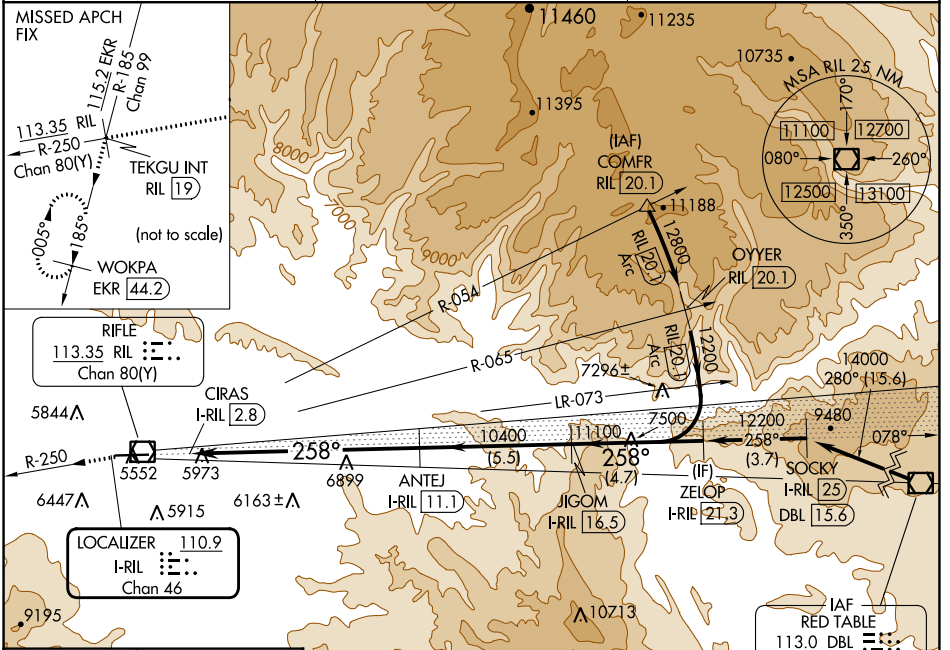 MISSED APCH
FIX
115.2 EKR
R-185
Chan 99
113.35 RIL
R-250
Chan 80(Y)
TEKGU INT
RIL 19
005°
185°
(not to scale)
WOKPA
EKR 44.2
11460
11235
10735
11395
8000
7000
9000
MSA RIL 25 NM
170°
11100
12700
080°
260°
12500
13100
350°
(IAF)
COMFR
RIL 20.1
11188
12800
RIL 20.1
Arc
OYYER
RIL 20.1
R-054
R-065
RIL 20.1
Arc
12200
RIFLE
113.35 RIL
Chan 80(Y)
7296±
LR-073
14000
280° (15.6)
CIRAS
I-RIL 2.8
5844
7500
12200
9480
078°
10400
11100
R-250
258°
(5.5)
258°
258°
(3.7)
5552
5973
6899
ANTEJ
I-RIL 11.1
(4.7)
JIGOM
I-RIL 16.5
(IF)
ZELOP
I-RIL 21.3
SOCKY
I-RIL 25
DBL 15.6
6447
5915
6163±
LOCALIZER 110.9
I-RIL
Chan 46
9195
10713
IAF
RED TABLE
113.0 DBL